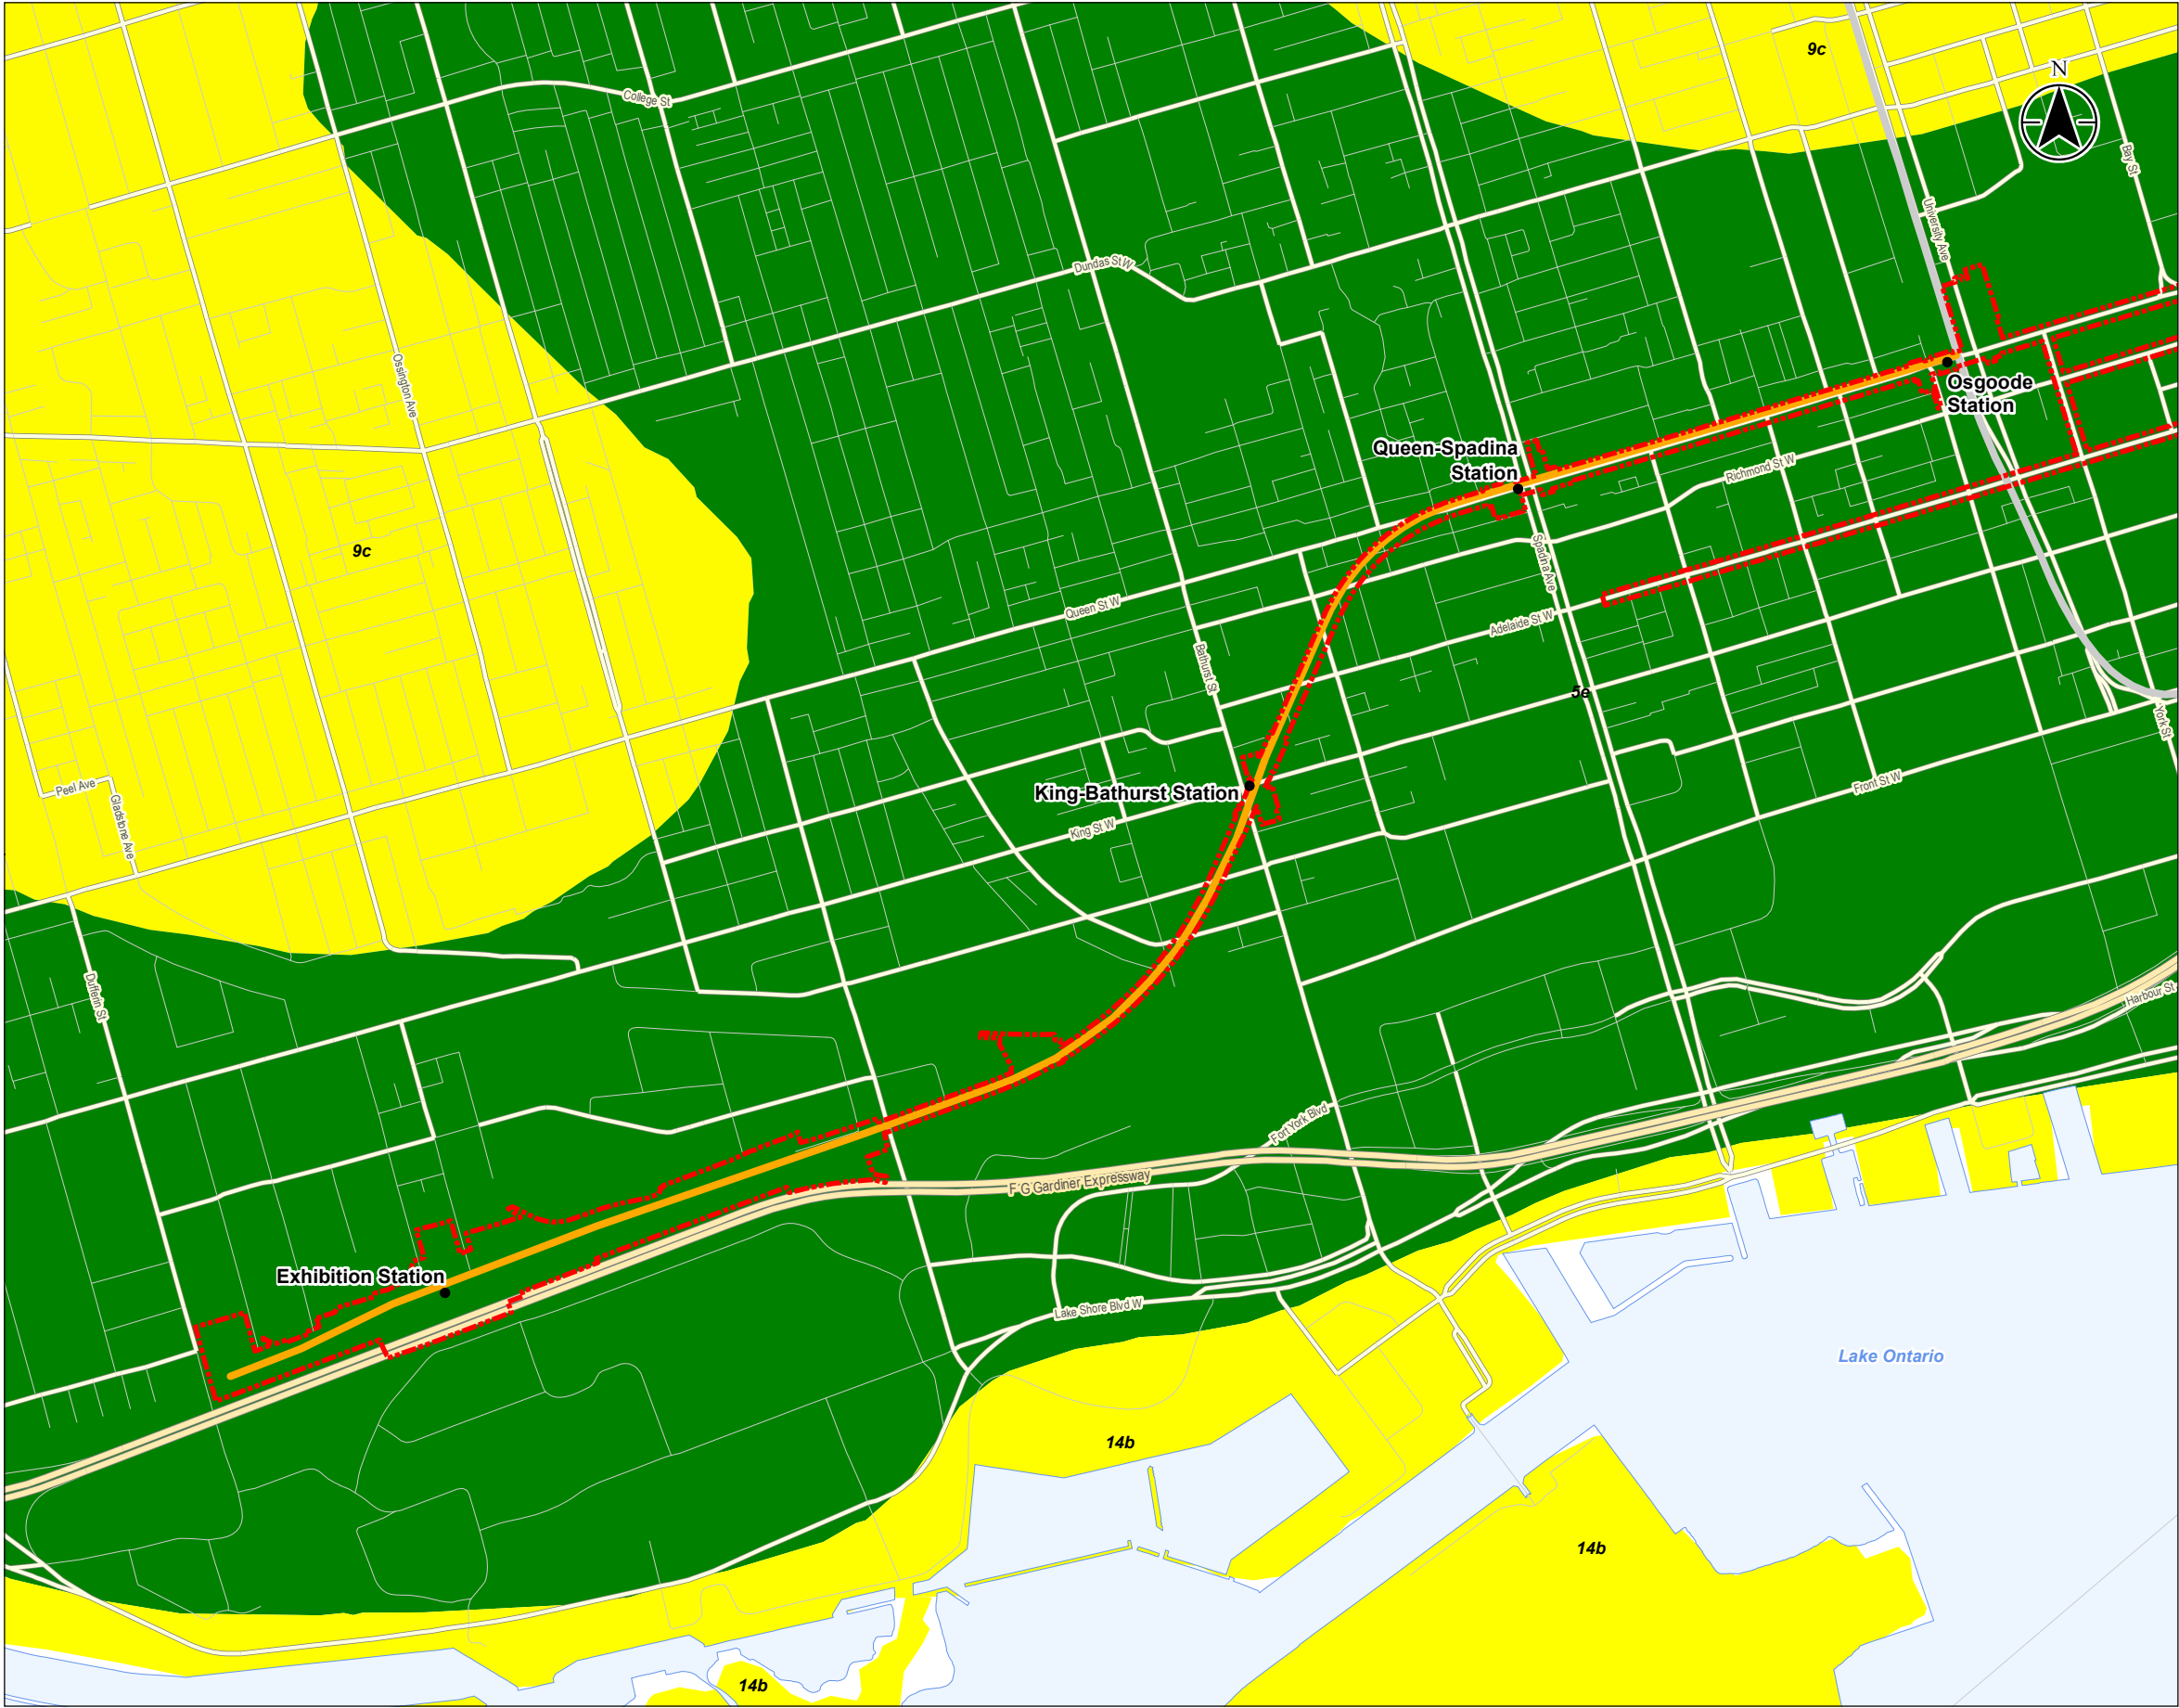 9c
N
College St
Bay St
University Ave
Dundas St W
Ossington Ave
Osgoode
Station
Queen-Spadina
Station
Richmond St W
9c
Spadina Ave
Queen St W
Adelaide St W
Bathurst St
5e
York St
Peel Ave
Gladstone Ave
King-Bathurst Station
Front St W
King St W
Dufferin St
Harbour St
Fort York Blvd
F G Gardiner Expressway
Exhibition Station
Lake Shore Blvd W
Lake Ontario
14b
14b
14b